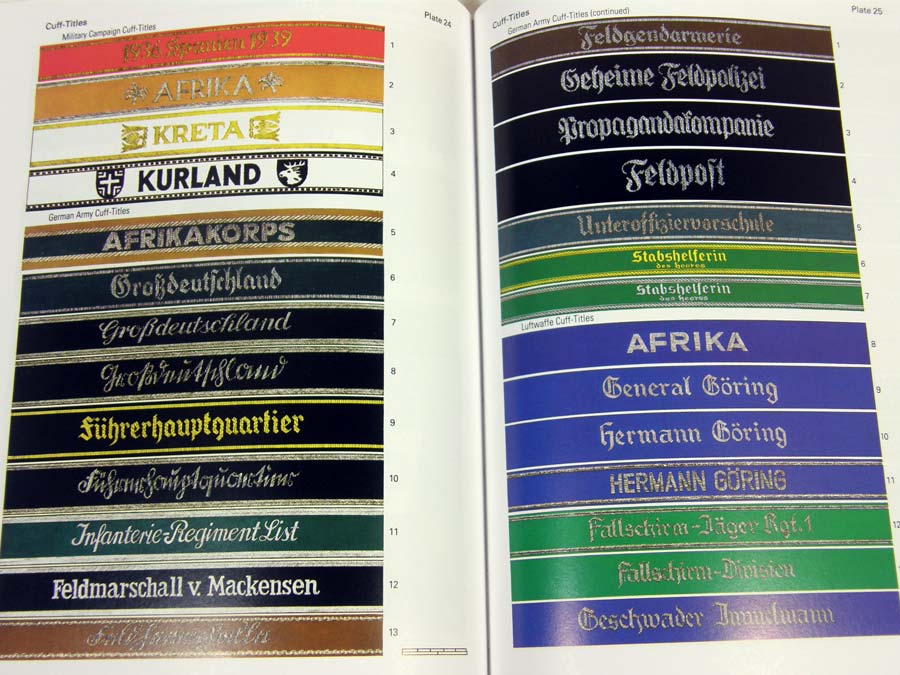 Cuff-Titles
Plate 24
Military Campaign Cuff-Titles
1936 Spanien 1939
1
AFRIKA
2
KRETA
3
KURLAND
4
German Army Cuff-Titles
AFRIKAKORPS
5
Großdeutschland
6
Großdeutschland
7
Großdeutschland
8
Führerhauptquartier
9
Führerhauptquartier
10
Infanterie-Regiment List
11
Feldmarschall v. Mackensen
12
13
Cuff-Titles
Plate 25
German Army Cuff-Titles (continued)
Feldgendarmerie
1
Geheime Feldpolizei
2
Propagandakompanie
3
Feldpost
4
Unteroffiziervorschule
5
Stabshelferin
des Heeres
6
Stabshelferin
des Heeres
7
Luftwaffe Cuff-Titles
AFRIKA
8
General Göring
9
Hermann Göring
10
HERMANN GÖRING
11
Fallschirm-Jäger Rgt.1
12
Fallschirm-Division
Geschwader Immelmann